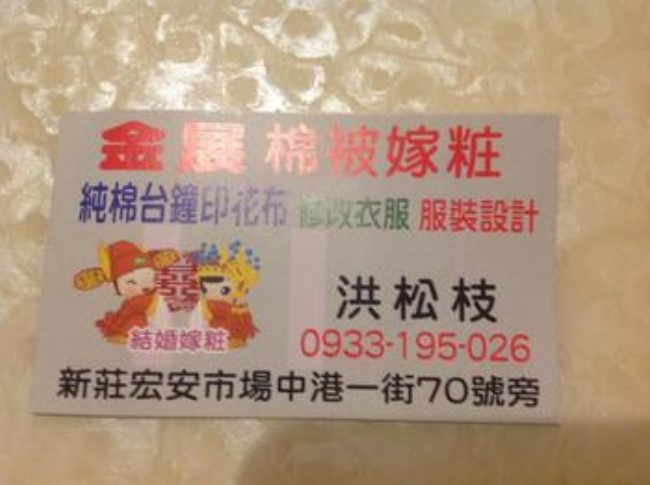 金展 棉被嫁粧
純棉台鐘印花布 修改衣服 服裝設計
囍
結婚嫁粧
洪松枝
0933-195-026
新莊宏安市場中港一街70號旁